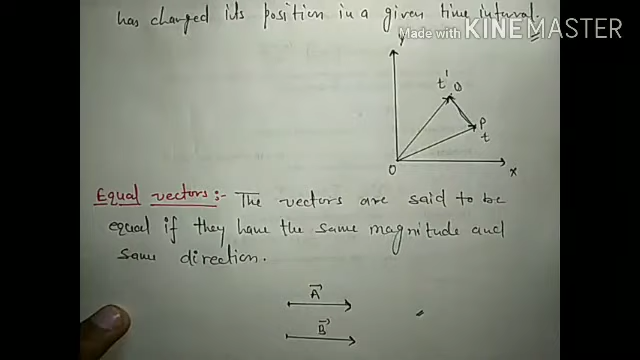 has changed its position in a given time interval
Made with KINEMASTER
Y
t' Q
P
t
O
X
Equal vectors:- The vectors are said to be
equal if they have the same magnitude and
same direction.
A⃗
B⃗